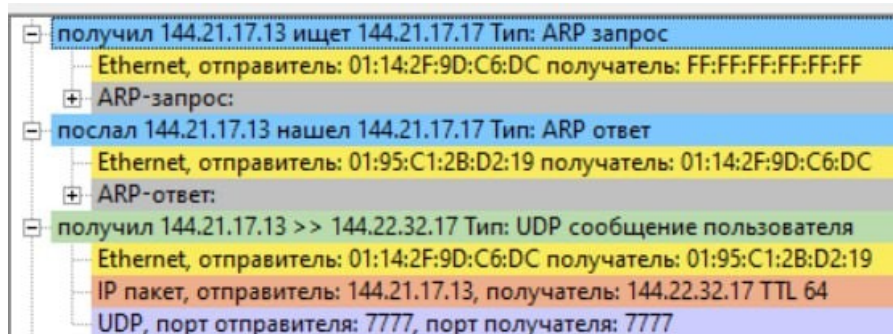 получил 144.21.17.13 ищет 144.21.17.17 Тип: ARP запрос
Ethernet, отправитель: 01:14:2F:9D:C6:DC получатель: FF:FF:FF:FF:FF:FF
ARP-запрос:
послал 144.21.17.13 нашел 144.21.17.17 Тип: ARP ответ
Ethernet, отправитель: 01:95:C1:2B:D2:19 получатель: 01:14:2F:9D:C6:DC
ARP-ответ:
получил 144.21.17.13 >> 144.22.32.17 Тип: UDP сообщение пользователя
Ethernet, отправитель: 01:14:2F:9D:C6:DC получатель: 01:95:C1:2B:D2:19
IP пакет, отправитель: 144.21.17.13, получатель: 144.22.32.17 TTL 64
UDP, порт отправителя: 7777, порт получателя: 7777